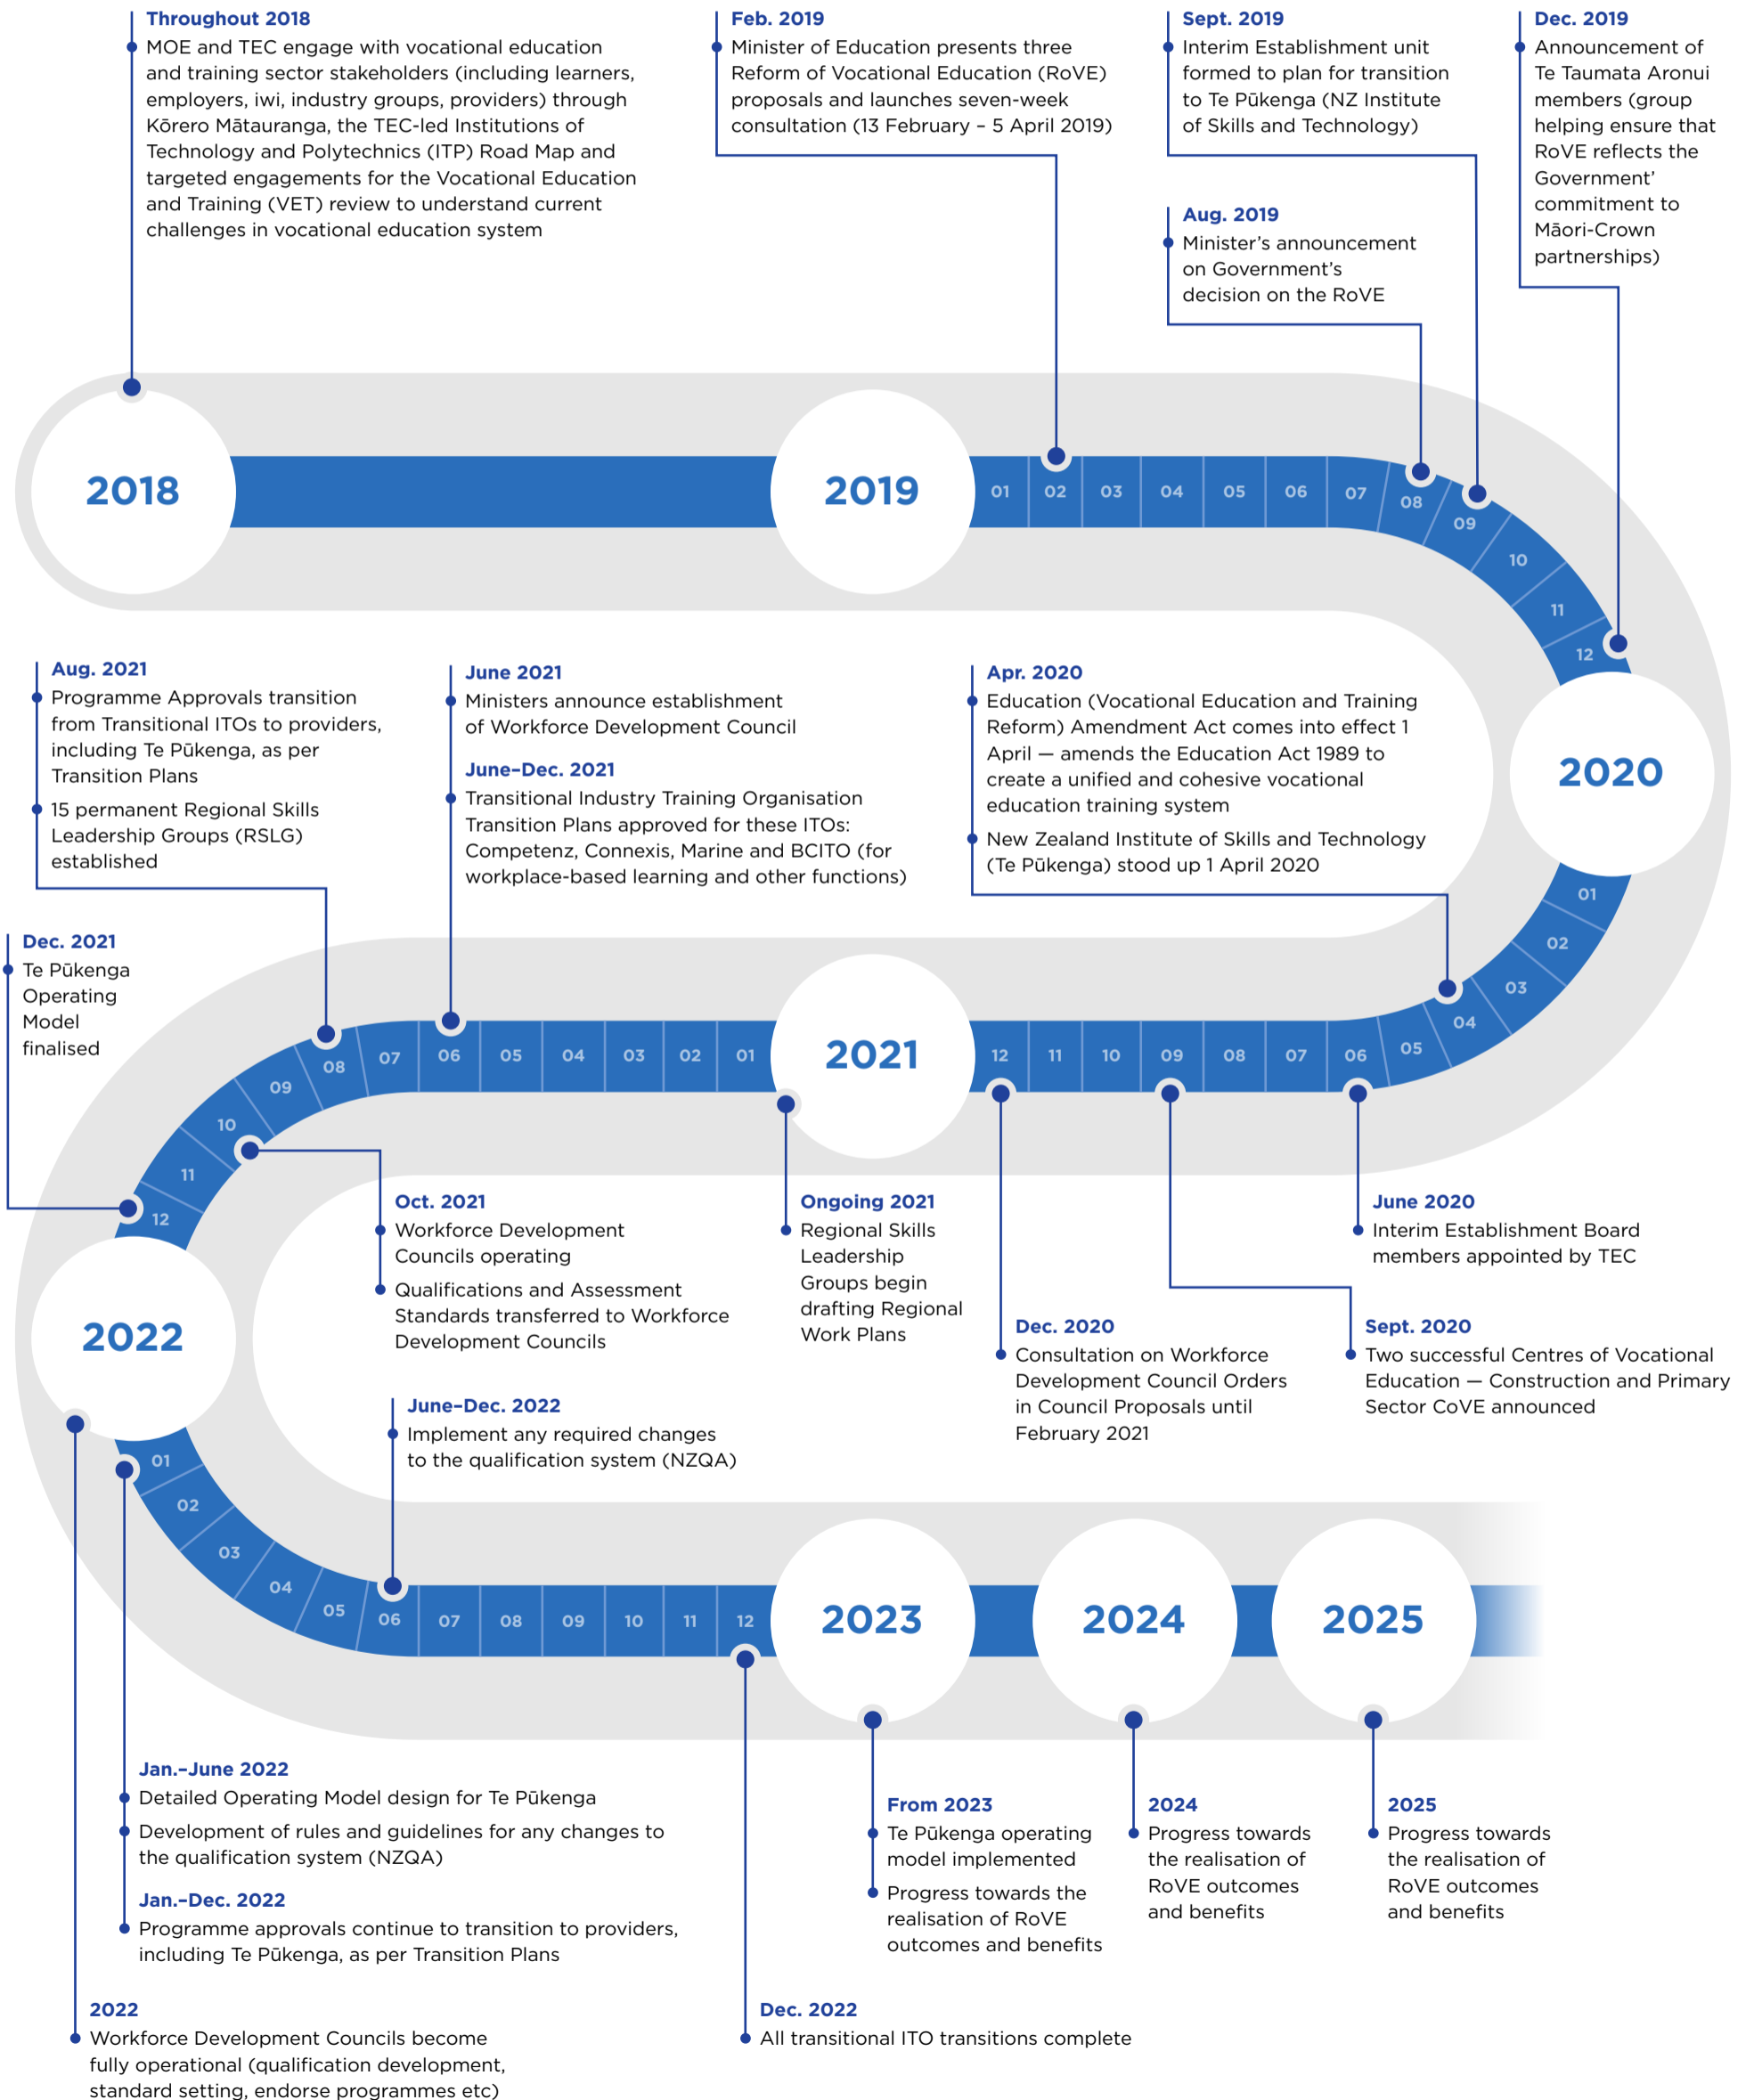 Throughout 2018
MOE and TEC engage with vocational education
and training sector stakeholders (including learners,
employers, iwi, industry groups, providers) through
Kōrero Mātauranga, the TEC-led Institutions of
Technology and Polytechnics (ITP) Road Map and
targeted engagements for the Vocational Education
and Training (VET) review to understand current
challenges in vocational education system
Feb. 2019
Minister of Education presents three
Reform of Vocational Education (RoVE)
proposals and launches seven-week
consultation (13 February – 5 April 2019)
Sept. 2019
Interim Establishment unit
formed to plan for transition
to Te Pūkenga (NZ Institute
of Skills and Technology)
Aug. 2019
Minister's announcement
on Government's
decision on the RoVE
Dec. 2019
Announcement of
Te Taumata Aronui
members (group
helping ensure that
RoVE reflects the
Government'
commitment to
Māori-Crown
partnerships)
2018
2019
01
02
03
04
05
06
07
08
09
10
11
12
2020
Aug. 2021
Programme Approvals transition
from Transitional ITOs to providers,
including Te Pūkenga, as per
Transition Plans
15 permanent Regional Skills
Leadership Groups (RSLG)
established
June 2021
Ministers announce establishment
of Workforce Development Council
June–Dec. 2021
Transitional Industry Training Organisation
Transition Plans approved for these ITOs:
Competenz, Connexis, Marine and BCITO (for
workplace-based learning and other functions)
Apr. 2020
Education (Vocational Education and Training
Reform) Amendment Act comes into effect 1
April — amends the Education Act 1989 to
create a unified and cohesive vocational
education training system
New Zealand Institute of Skills and Technology
(Te Pūkenga) stood up 1 April 2020
Dec. 2021
Te Pūkenga
Operating
Model
finalised
01
02
03
04
05
06
07
08
09
10
11
12
2021
01
02
03
04
05
06
07
08
09
10
11
12
2022
Oct. 2021
Workforce Development
Councils operating
Qualifications and Assessment
Standards transferred to Workforce
Development Councils
Ongoing 2021
Regional Skills
Leadership
Groups begin
drafting Regional
Work Plans
Dec. 2020
Consultation on Workforce
Development Council Orders
in Council Proposals until
February 2021
June 2020
Interim Establishment Board
members appointed by TEC
Sept. 2020
Two successful Centres of Vocational
Education — Construction and Primary
Sector CoVE announced
June–Dec. 2022
Implement any required changes
to the qualification system (NZQA)
01
02
03
04
05
06
07
08
09
10
11
12
2023
2024
2025
Jan.–June 2022
Detailed Operating Model design for Te Pūkenga
Development of rules and guidelines for any changes to
the qualification system (NZQA)
Jan.–Dec. 2022
Programme approvals continue to transition to providers,
including Te Pūkenga, as per Transition Plans
2022
Workforce Development Councils become
fully operational (qualification development,
standard setting, endorse programmes etc)
Dec. 2022
All transitional ITO transitions complete
From 2023
Te Pūkenga operating
model implemented
Progress towards the
realisation of RoVE
outcomes and benefits
2024
Progress towards
the realisation of
RoVE outcomes
and benefits
2025
Progress towards
the realisation of
RoVE outcomes
and benefits